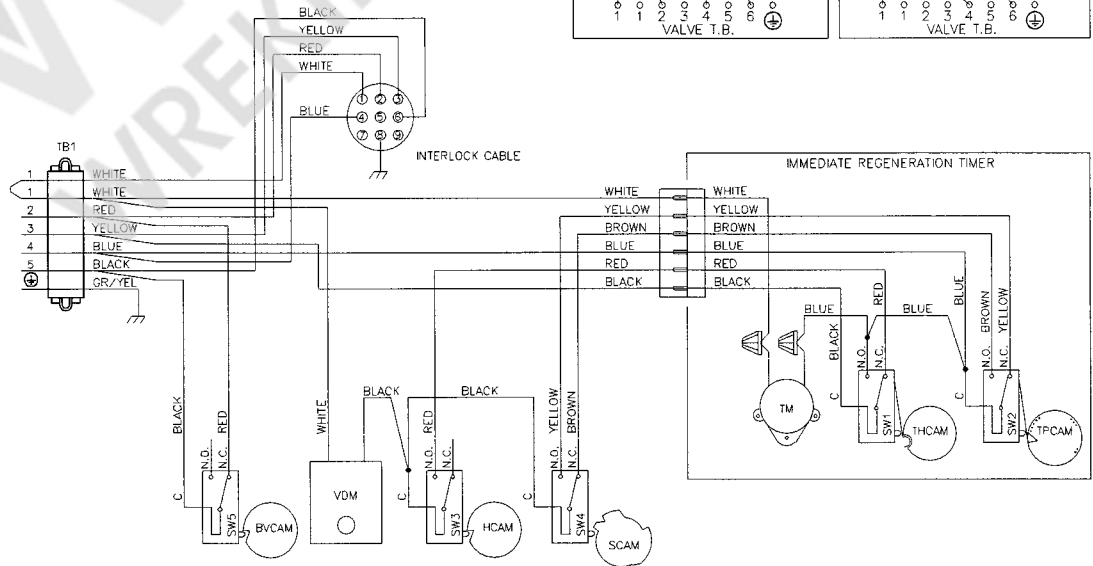 BLACK
YELLOW
RED
WHITE
BLUE
1 2 3
4 5 6
7 8 9
INTERLOCK CABLE
1 1 2 3 4 5 6
VALVE T.B.
1 1 2 3 4 5 6
VALVE T.B.
TB1
1 WHITE
1 WHITE
2 RED
3 YELLOW
4 BLUE
5 BLACK
GR/YEL
IMMEDIATE REGENERATION TIMER
WHITE WHITE
YELLOW YELLOW
BROWN BROWN
BLUE BLUE
RED RED
BLACK BLACK
BLUE
BLACK
RED
BLUE
BLUE
BROWN
YELLOW
N.O.
N.C.
N.O.
N.C.
C
C
TM
SW1
THCAM
SW2
TPCAM
BLACK
RED
WHITE
BLACK
RED
BLACK
YELLOW
BROWN
C
N.O.
N.C.
SW5
BVCAM
VDM
C
N.O.
N.C.
SW3
HCAM
C
N.O.
N.C.
SW4
SCAM